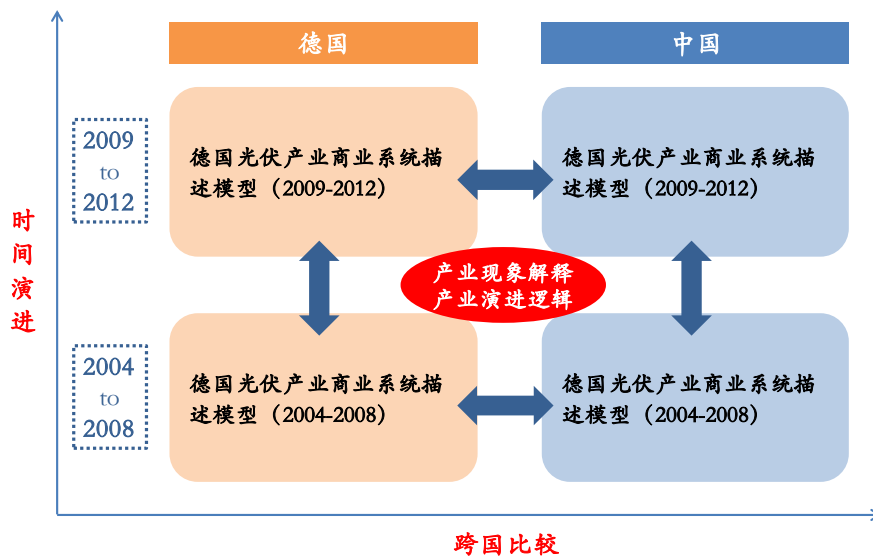 德国
中国
2009
to
2012
德国光伏产业商业系统描
述模型（2009-2012）
德国光伏产业商业系统描
述模型（2009-2012）
时
间
演
进
产业现象解释
产业演进逻辑
2004
to
2008
德国光伏产业商业系统描
述模型（2004-2008）
德国光伏产业商业系统描
述模型（2004-2008）
跨国比较